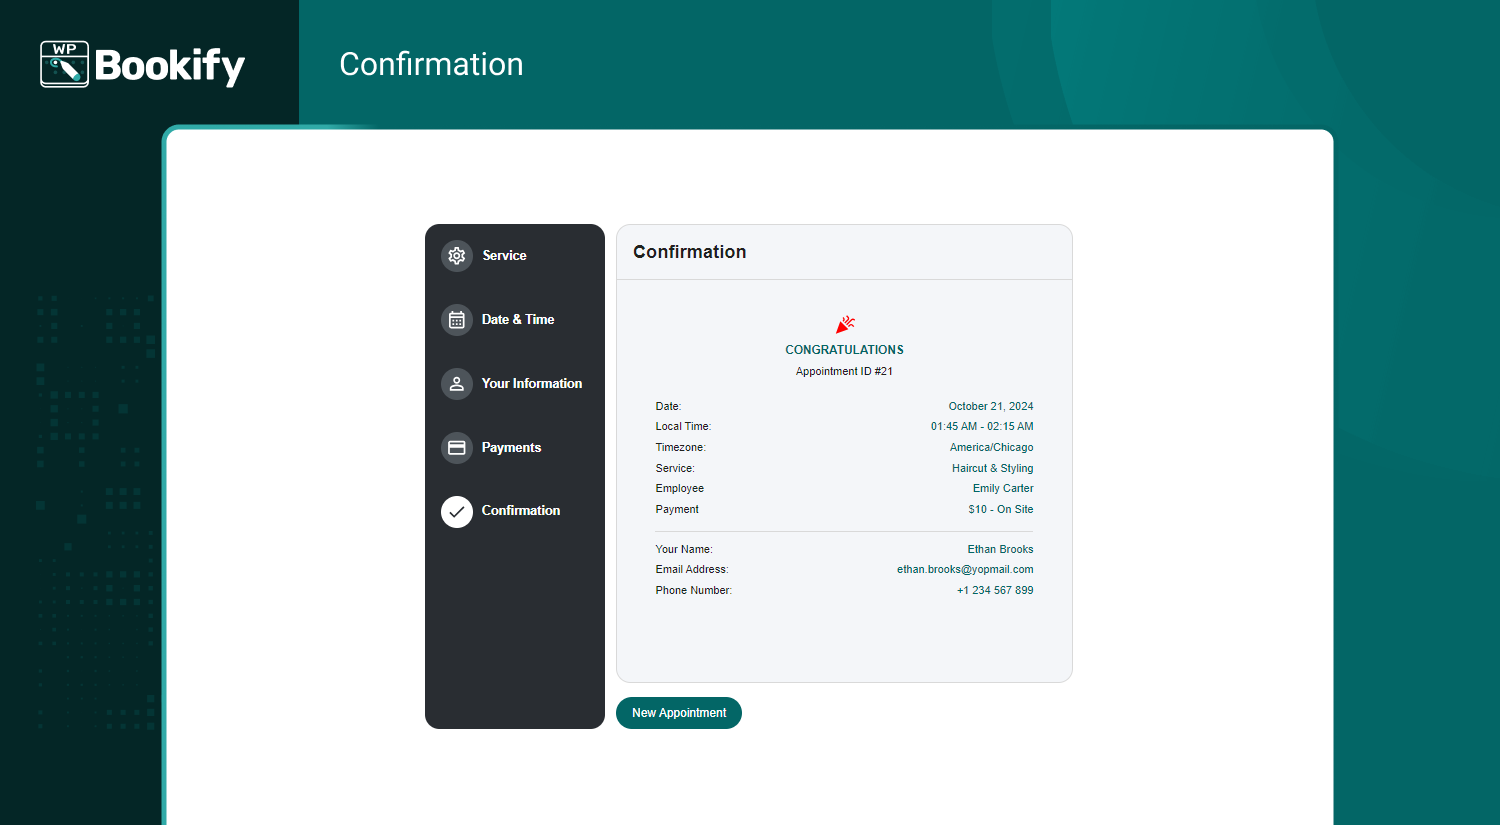 WP
Bookify
Confirmation
Service
Date & Time
Your Information
Payments
Confirmation
Confirmation
CONGRATULATIONS
Appointment ID #21
Date: October 21, 2024
Local Time: 01:45 AM - 02:15 AM
Timezone: America/Chicago
Service: Haircut & Styling
Employee Emily Carter
Payment $10 - On Site
Your Name: Ethan Brooks
Email Address: ethan.brooks@yopmail.com
Phone Number: +1 234 567 899
New Appointment